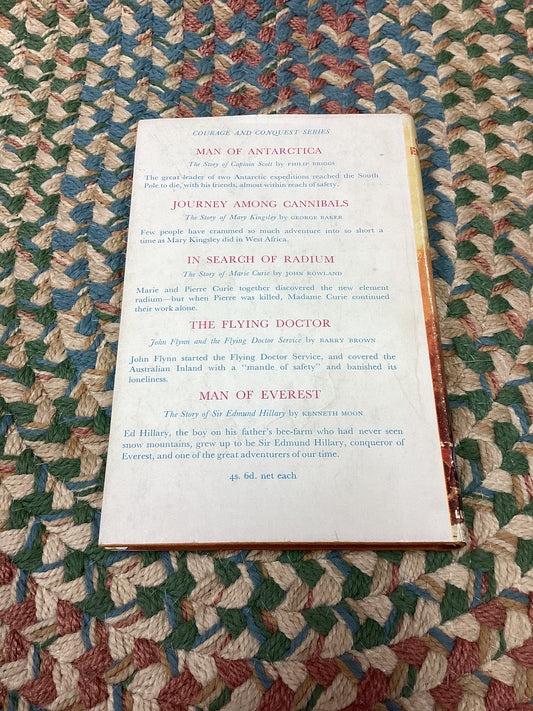 COURAGE AND CONQUEST SERIES
MAN OF ANTARCTICA
The Story of Captain Scott by PHILIP BRIGGS
The great leader of two Antarctic expeditions reached the South
Pole to die, with his friends, almost within reach of safety.
JOURNEY AMONG CANNIBALS
The Story of Mary Kingsley by GEORGE BAKER
Few people have crammed so much adventure into so short a
time as Mary Kingsley did in West Africa.
IN SEARCH OF RADIUM
The Story of Marie Curie by JOHN ROWLAND
Marie and Pierre Curie together discovered the new element
radium—but when Pierre was killed, Madame Curie continued
their work alone.
THE FLYING DOCTOR
John Flynn and the Flying Doctor Service by BARRY BROWN
John Flynn started the Flying Doctor Service, and covered the
Australian Inland with a "mantle of safety" and banished its
loneliness.
MAN OF EVEREST
The Story of Sir Edmund Hillary by KENNETH MOON
Ed Hillary, the boy on his father's bee-farm who had never seen
snow mountains, grew up to be Sir Edmund Hillary, conqueror of
Everest, and one of the great adventurers of our time.
4s. 6d. net each